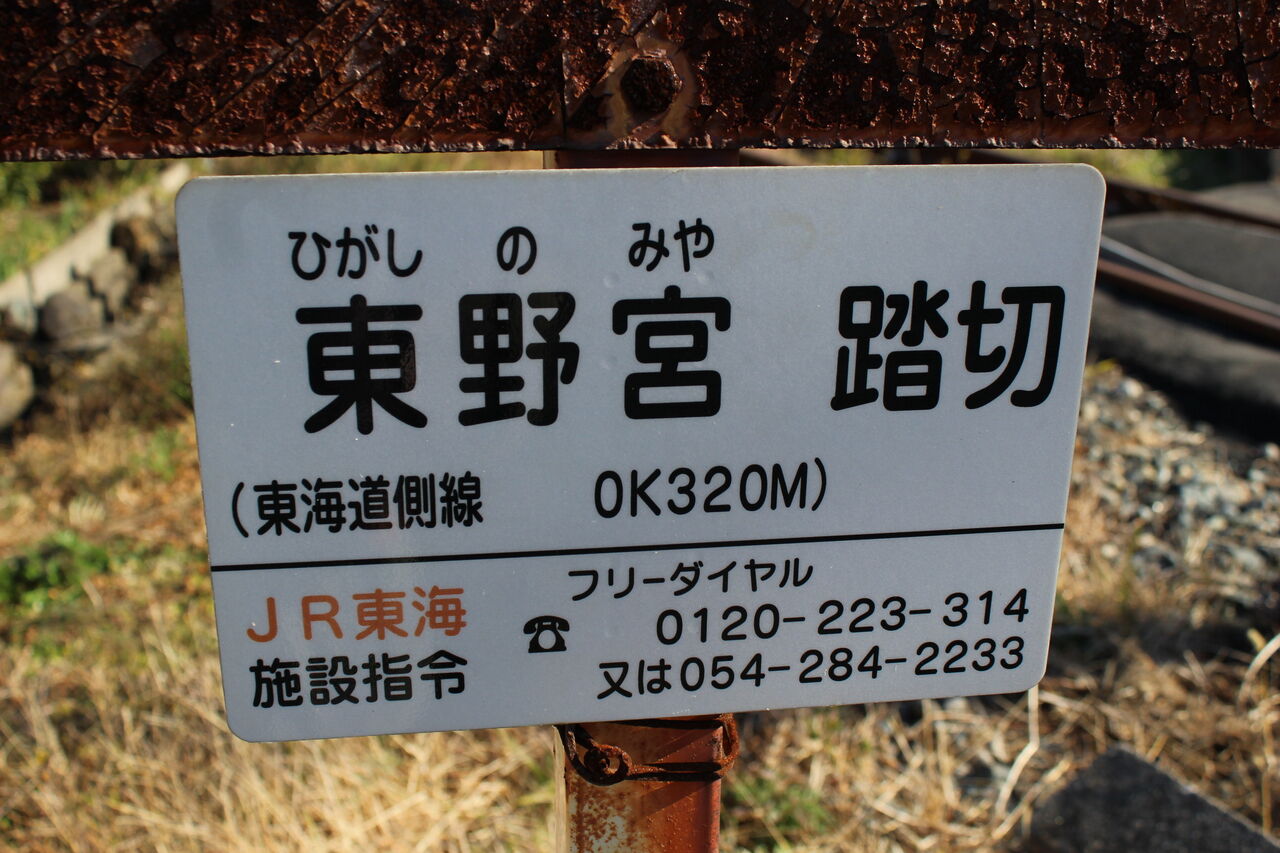 ひがし の みや
東野宮 踏切
(東海道側線 0K320M)
JR東海
施設指令
フリーダイヤル
☎ 0120-223-314
又は054-284-2233